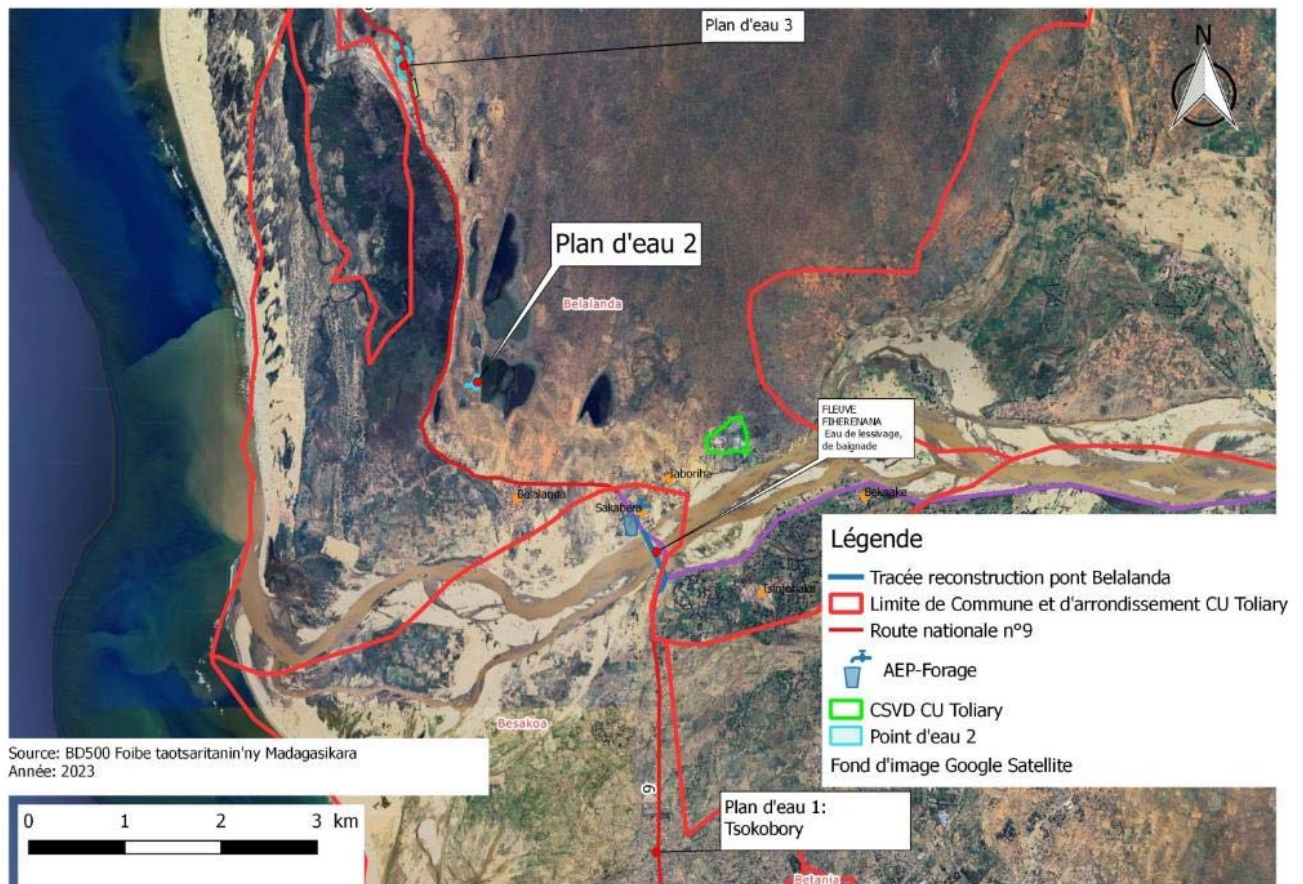 Plan d'eau 3
N
Plan d'eau 2
Belalanda
FLEUVE
FIHERENANA
Eau de lessivage,
de baignade
Taboriha
Belalanda
Sakabera
Bekaake
Tsinjehake
Légende
Tracée reconstruction pont Belalanda
Limite de Commune et d'arrondissement CU Toliary
Route nationale n°9
AEP-Forage
CSVD CU Toliary
Point d'eau 2
Fond d'image Google Satellite
Besakoa
Source: BD500 Foibe taotsaritanin'ny Madagasikara
Année: 2023
0 1 2 3 km
9
Plan d'eau 1:
Tsokobory
Betania